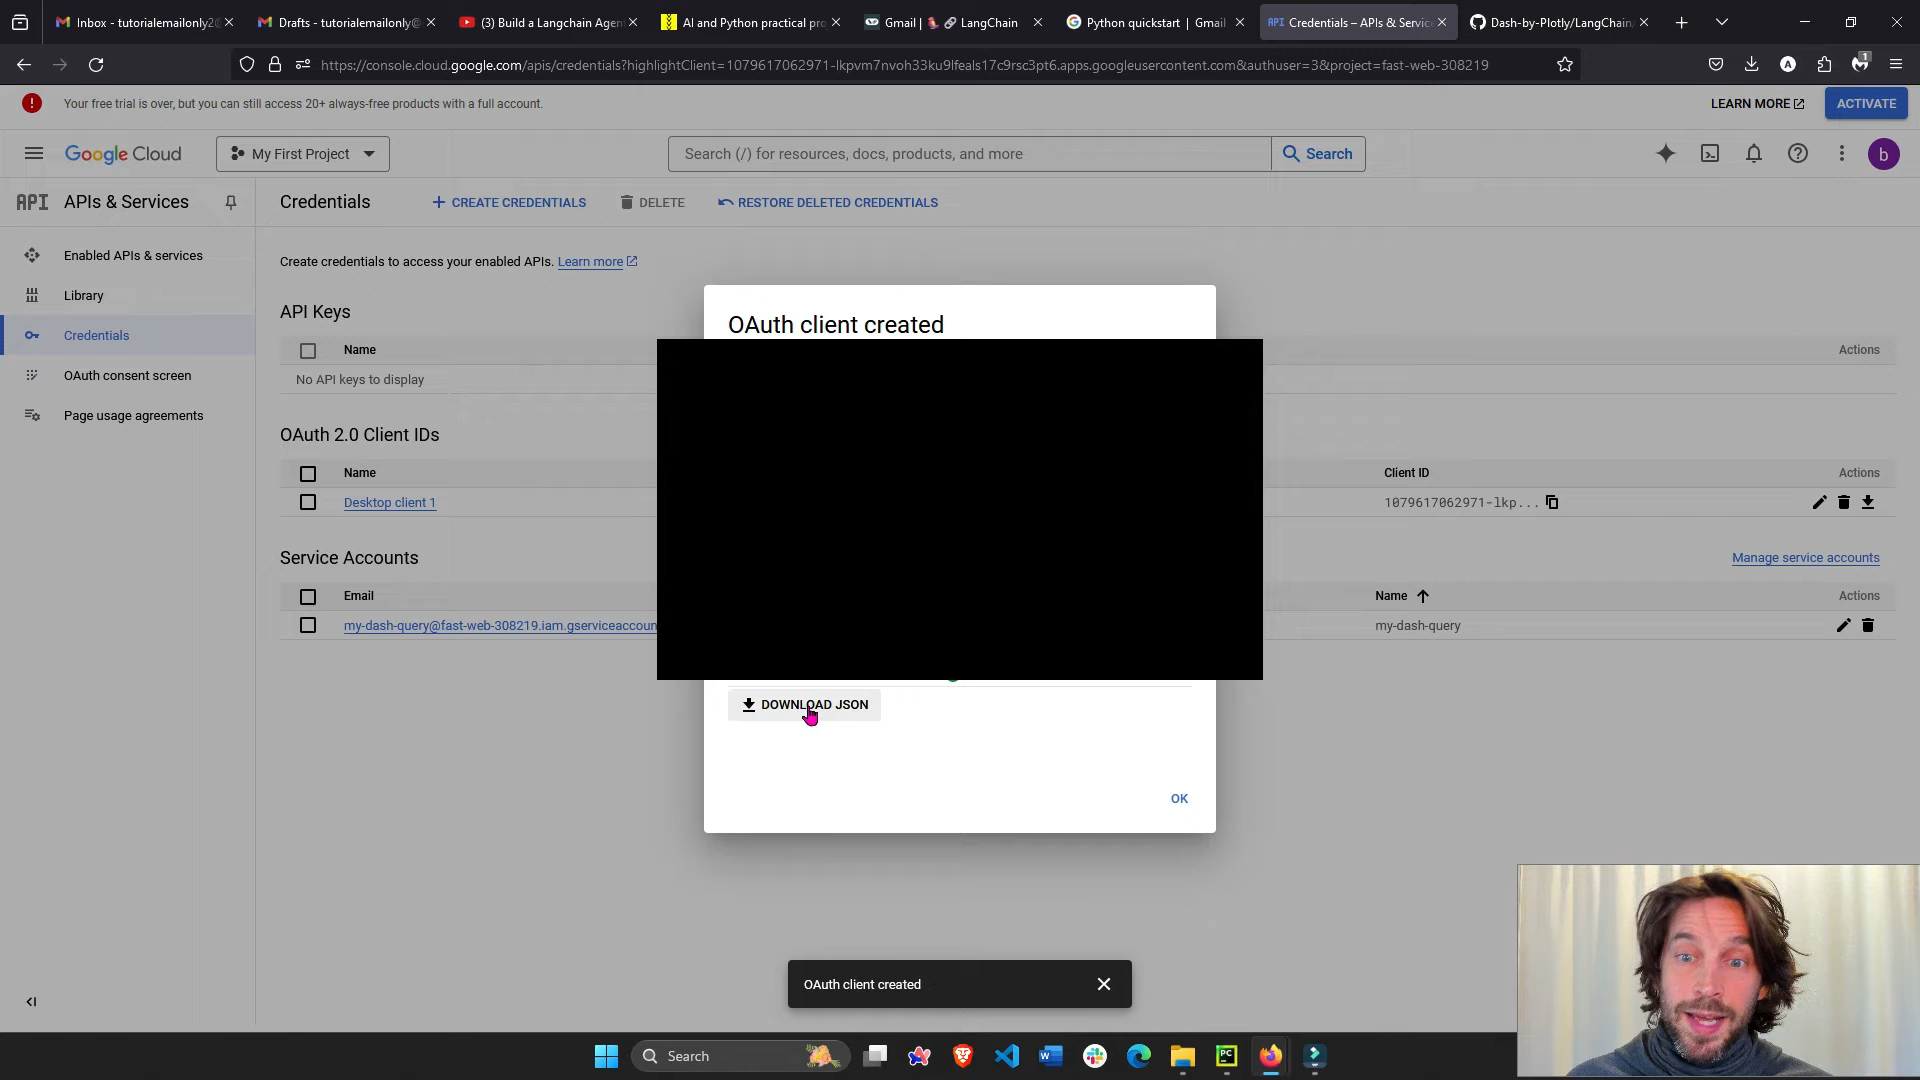 Inbox - tutorialemailonly2
Drafts - tutorialemailonly@
(3) Build a Langchain Agen
AI and Python practical pro
Gmail | 🦜🔗 LangChain
Python quickstart | Gmail
API Credentials – APIs & Service
Dash-by-Plotly/LangChain
https://console.cloud.google.com/apis/credentials?highlightClient=1079617062971-lkpvm7nvoh33ku9lfeals17c9rsc3pt6.apps.googleusercontent.com&authuser=3&project=fast-web-308219
A
1
! Your free trial is over, but you can still access 20+ always-free products with a full account.
LEARN MORE
ACTIVATE
Google Cloud
My First Project
Search (/) for resources, docs, products, and more
Search
b
API APIs & Services
Credentials
+ CREATE CREDENTIALS
DELETE
RESTORE DELETED CREDENTIALS
Enabled APIs & services
Library
Credentials
OAuth consent screen
Page usage agreements
Create credentials to access your enabled APIs. Learn more
API Keys
Name
Actions
No API keys to display
OAuth 2.0 Client IDs
Name
Client ID
Actions
Desktop client 1
1079617062971-lkp...
Service Accounts
Manage service accounts
Email
Name
Actions
my-dash-query@fast-web-308219.iam.gserviceaccoun
my-dash-query
OAuth client created
DOWNLOAD JSON
OK
OAuth client created
Search
PC